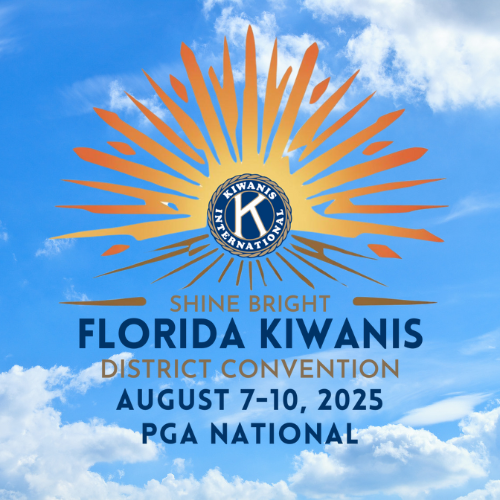 KIWANIS
K
INTERNATIONAL
SHINE BRIGHT
FLORIDA KIWANIS
DISTRICT CONVENTION
AUGUST 7-10, 2025
PGA NATIONAL